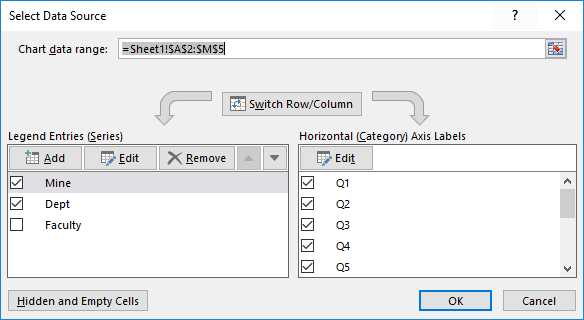 Select Data Source ? ×
Chart data range: =Sheet1!$A$2:$M$5
Switch Row/Column
Legend Entries (Series)
Add Edit Remove
Mine
Dept
Faculty
Horizontal (Category) Axis Labels
Edit
Q1
Q2
Q3
Q4
Q5
Hidden and Empty Cells OK Cancel